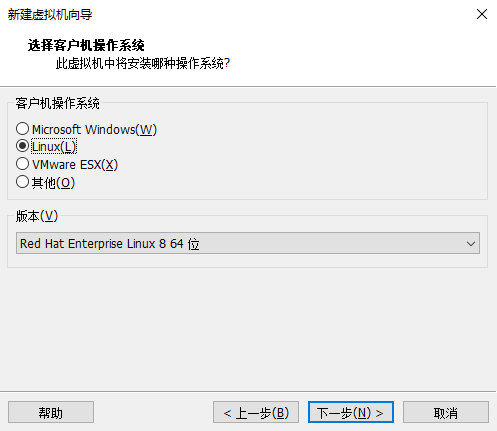 新建虚拟机向导
选择客户机操作系统
此虚拟机中将安装哪种操作系统?
客户机操作系统
Microsoft Windows(W)
Linux(L)
VMware ESX(X)
其他(O)
版本(V)
Red Hat Enterprise Linux 8 64 位
帮助
< 上一步(B)
下一步(N) >
取消